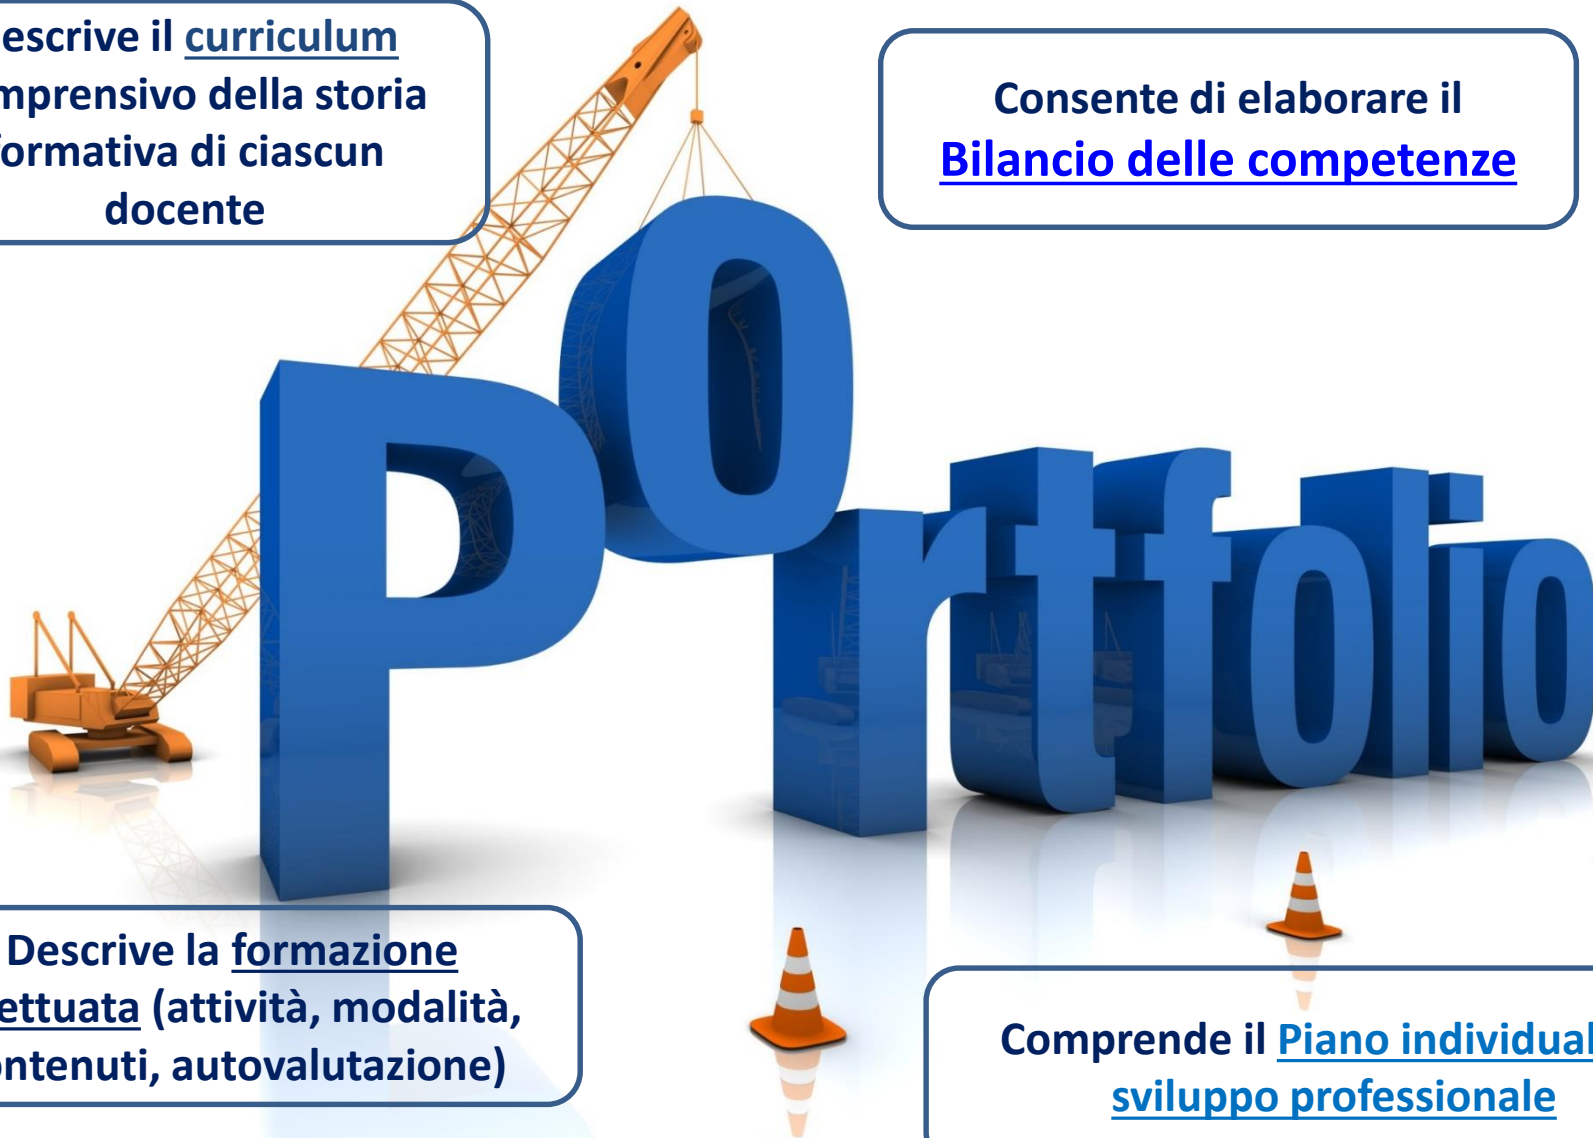 escrive il curriculum
mprensivo della storia
ormativa di ciascun
docente
Consente di elaborare il
Bilancio delle competenze
Portfolio
Descrive la formazione
ettuata (attività, modalità,
ntenuti, autovalutazione)
Comprende il Piano individual
sviluppo professionale